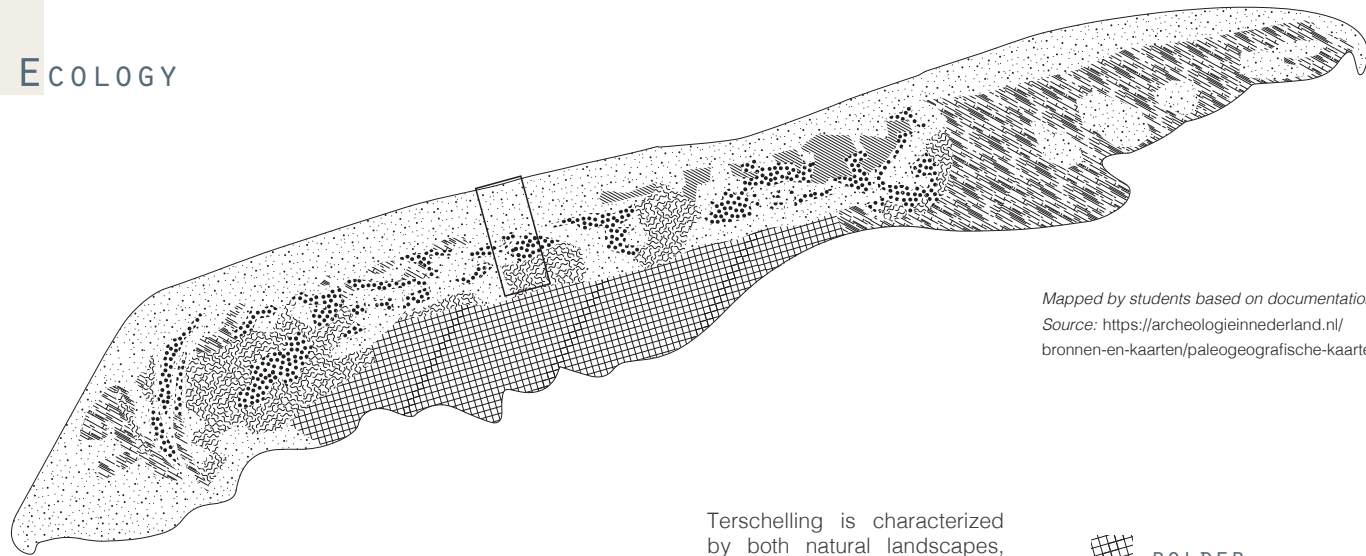 ECOLOGY
Mapped by students based on documentation
Source: https://archeologieinnederland.nl/
bronnen-en-kaarten/paleogeografische-kaarte
Terschelling is characterized
by both natural landscapes,
POLDER